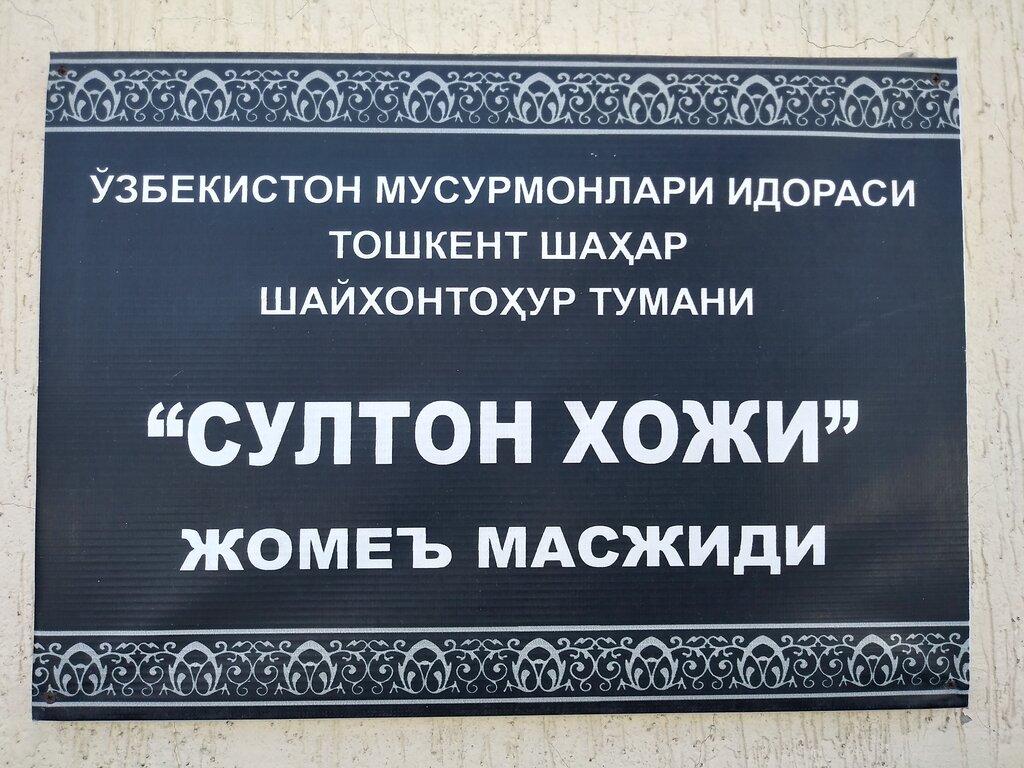 ЎЗБЕКИСТОН МУСУРМОНЛАРИ ИДОРАСИ
ТОШКЕНТ ШАҲАР
ШАЙХОНТОҲУР ТУМАНИ
“СУЛТОН ХОЖИ”
ЖОМЕЪ МАСЖИДИ